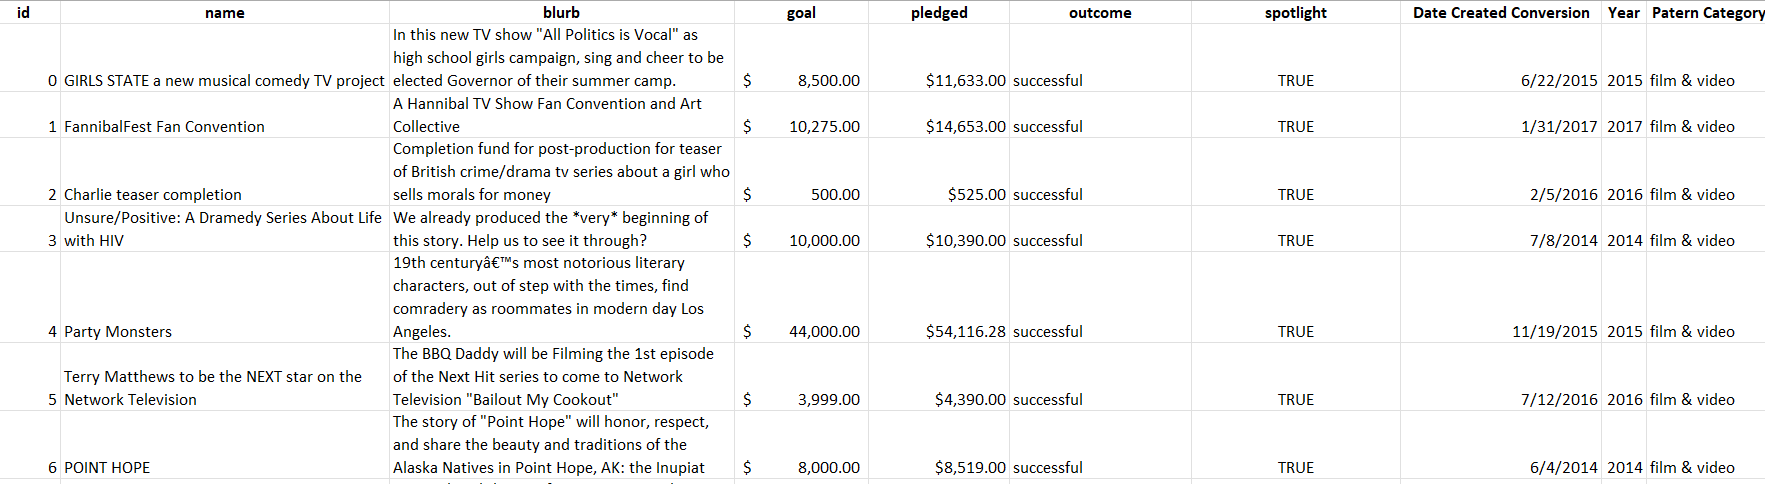 id name blurb goal pledged outcome spotlight Date Created Conversion Year Patern Category
In this new TV show "All Politics is Vocal" as
high school girls campaign, sing and cheer to be
0 GIRLS STATE a new musical comedy TV project elected Governor of their summer camp. $ 8,500.00 $11,633.00 successful TRUE 6/22/2015 2015 film & video
A Hannibal TV Show Fan Convention and Art
1 FannibalFest Fan Convention Collective $ 10,275.00 $14,653.00 successful TRUE 1/31/2017 2017 film & video
Completion fund for post-production for teaser
of British crime/drama tv series about a girl who
2 Charlie teaser completion sells morals for money $ 500.00 $525.00 successful TRUE 2/5/2016 2016 film & video
Unsure/Positive: A Dramedy Series About Life We already produced the *very* beginning of
3 with HIV this story. Help us to see it through? $ 10,000.00 $10,390.00 successful TRUE 7/8/2014 2014 film & video
19th centuryâ€™s most notorious literary
characters, out of step with the times, find
comradery as roommates in modern day Los
4 Party Monsters Angeles. $ 44,000.00 $54,116.28 successful TRUE 11/19/2015 2015 film & video
The BBQ Daddy will be Filming the 1st episode
Terry Matthews to be the NEXT star on the of the Next Hit series to come to Network
5 Network Television Television "Bailout My Cookout" $ 3,999.00 $4,390.00 successful TRUE 7/12/2016 2016 film & video
The story of "Point Hope" will honor, respect,
and share the beauty and traditions of the
6 POINT HOPE Alaska Natives in Point Hope, AK: the Inupiat $ 8,000.00 $8,519.00 successful TRUE 6/4/2014 2014 film & video